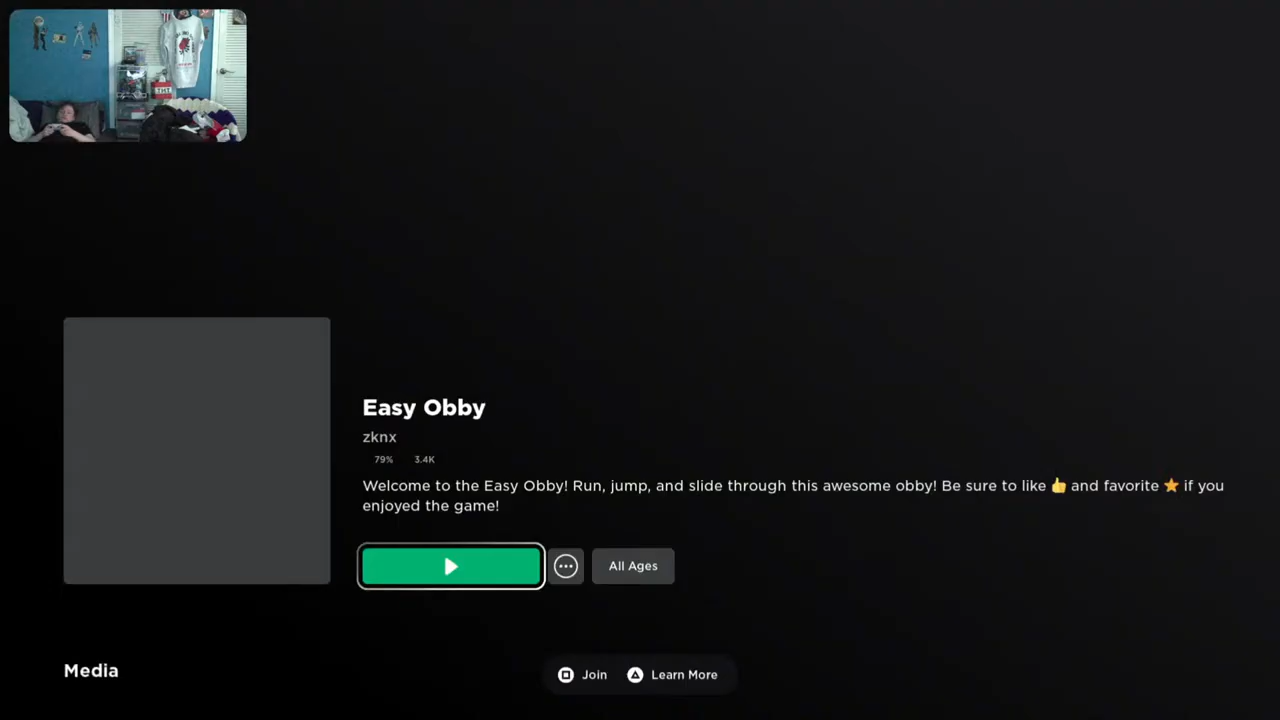 TNT
Easy Obby
zknx
79% 3.4K
Welcome to the Easy Obby! Run, jump, and slide through this awesome obby! Be sure to like 👍 and favorite ⭐ if you
enjoyed the game!
All Ages
Media
Join Learn More